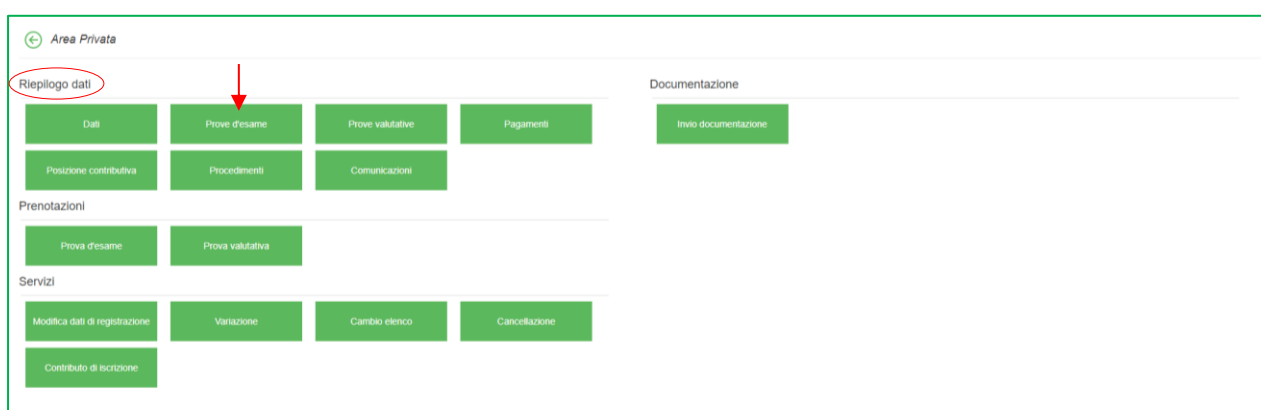 Area Privata
Riepilogo dati
Dati
Prove d'esame
Prove valutative
Pagamenti
Posizione contributiva
Procedimenti
Comunicazioni
Prenotazioni
Prova d'esame
Prova valutativa
Servizi
Modifica dati di registrazione
Variazione
Cambio elenco
Cancellazione
Contributo di iscrizione
Documentazione
Invio documentazione